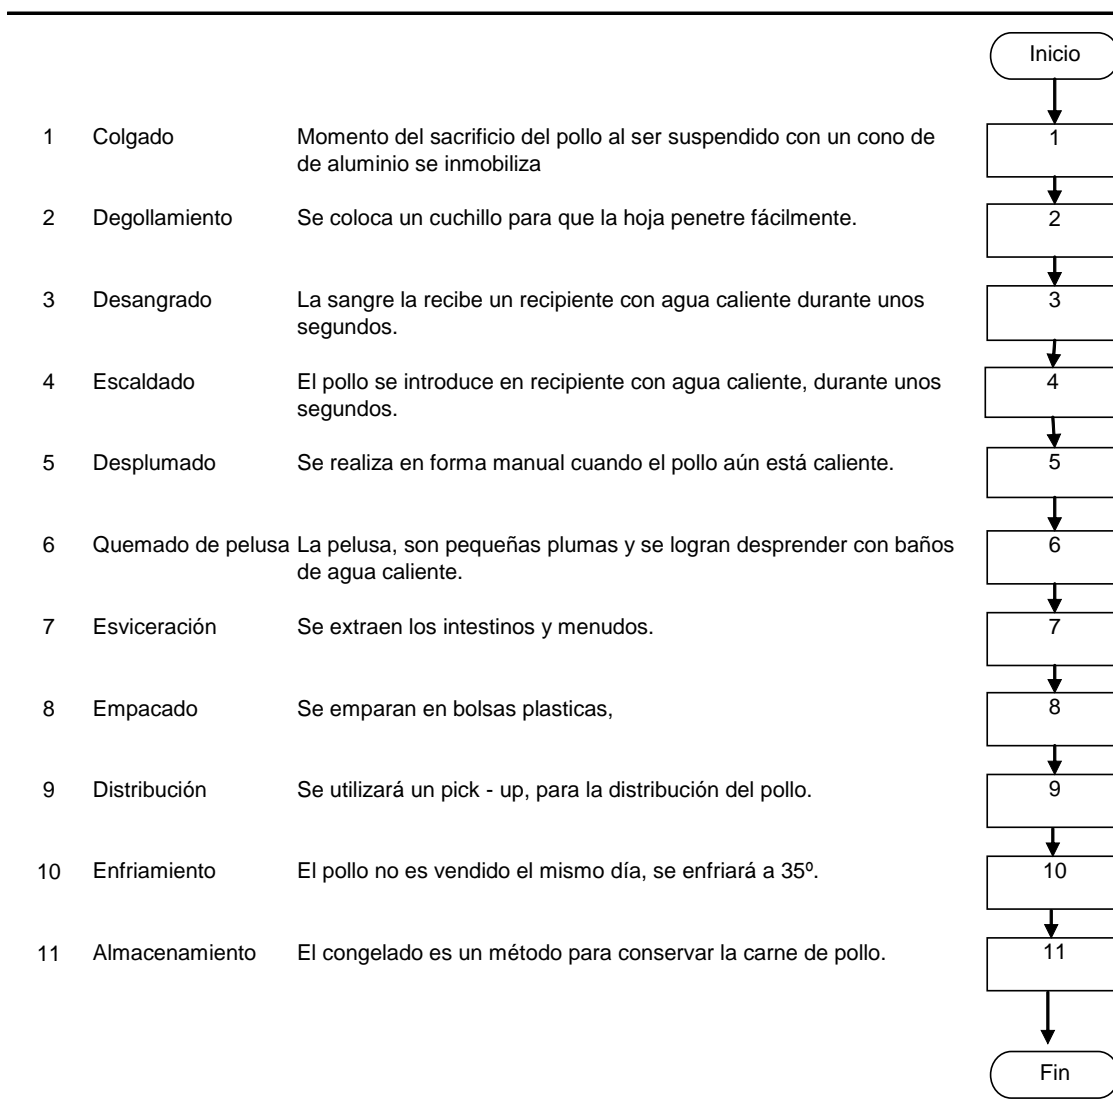 Inicio
1 Colgado Momento del sacrificio del pollo al ser suspendido con un cono de 1
de aluminio se inmobiliza
2 Degollamiento Se coloca un cuchillo para que la hoja penetre fácilmente. 2
3 Desangrado La sangre la recibe un recipiente con agua caliente durante unos 3
segundos.
4 Escaldado El pollo se introduce en recipiente con agua caliente, durante unos 4
segundos.
5 Desplumado Se realiza en forma manual cuando el pollo aún está caliente. 5
6 Quemado de pelusa La pelusa, son pequeñas plumas y se logran desprender con baños 6
de agua caliente.
7 Esviceración Se extraen los intestinos y menudos. 7
8 Empacado Se emparan en bolsas plasticas, 8
9 Distribución Se utilizará un pick - up, para la distribución del pollo. 9
10 Enfriamiento El pollo no es vendido el mismo día, se enfriará a 35º. 10
11 Almacenamiento El congelado es un método para conservar la carne de pollo. 11
Fin